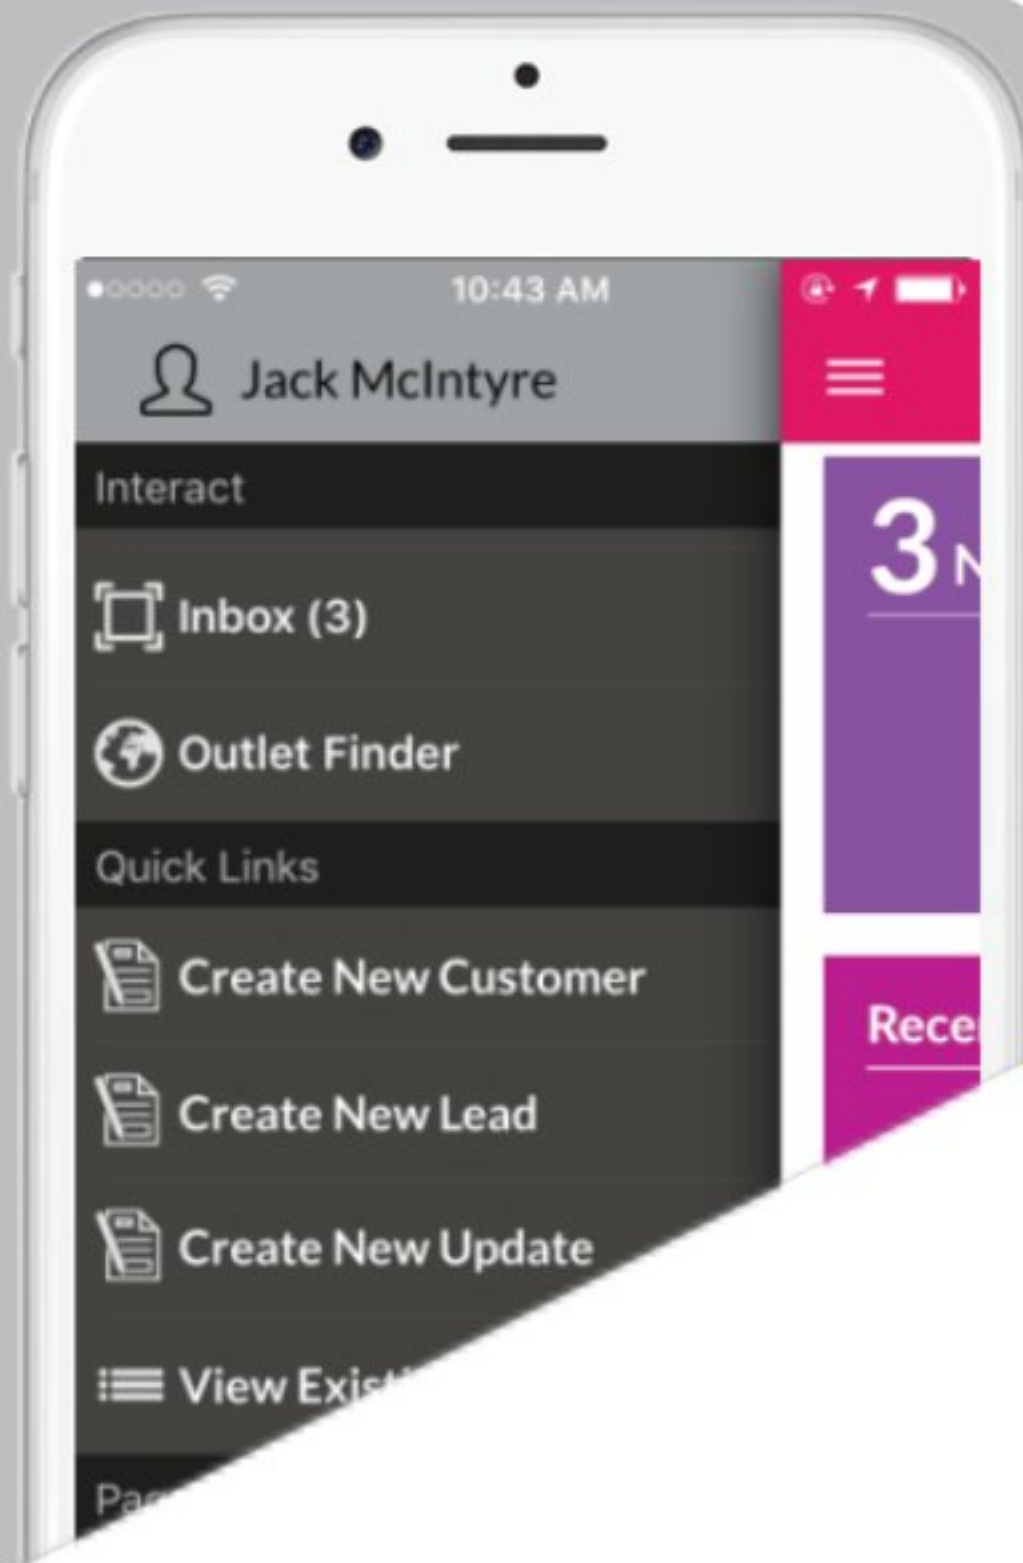 10:43 AM
Jack McIntyre
Interact
Inbox (3)
Outlet Finder
Quick Links
Create New Customer
Create New Lead
Create New Update
View
3